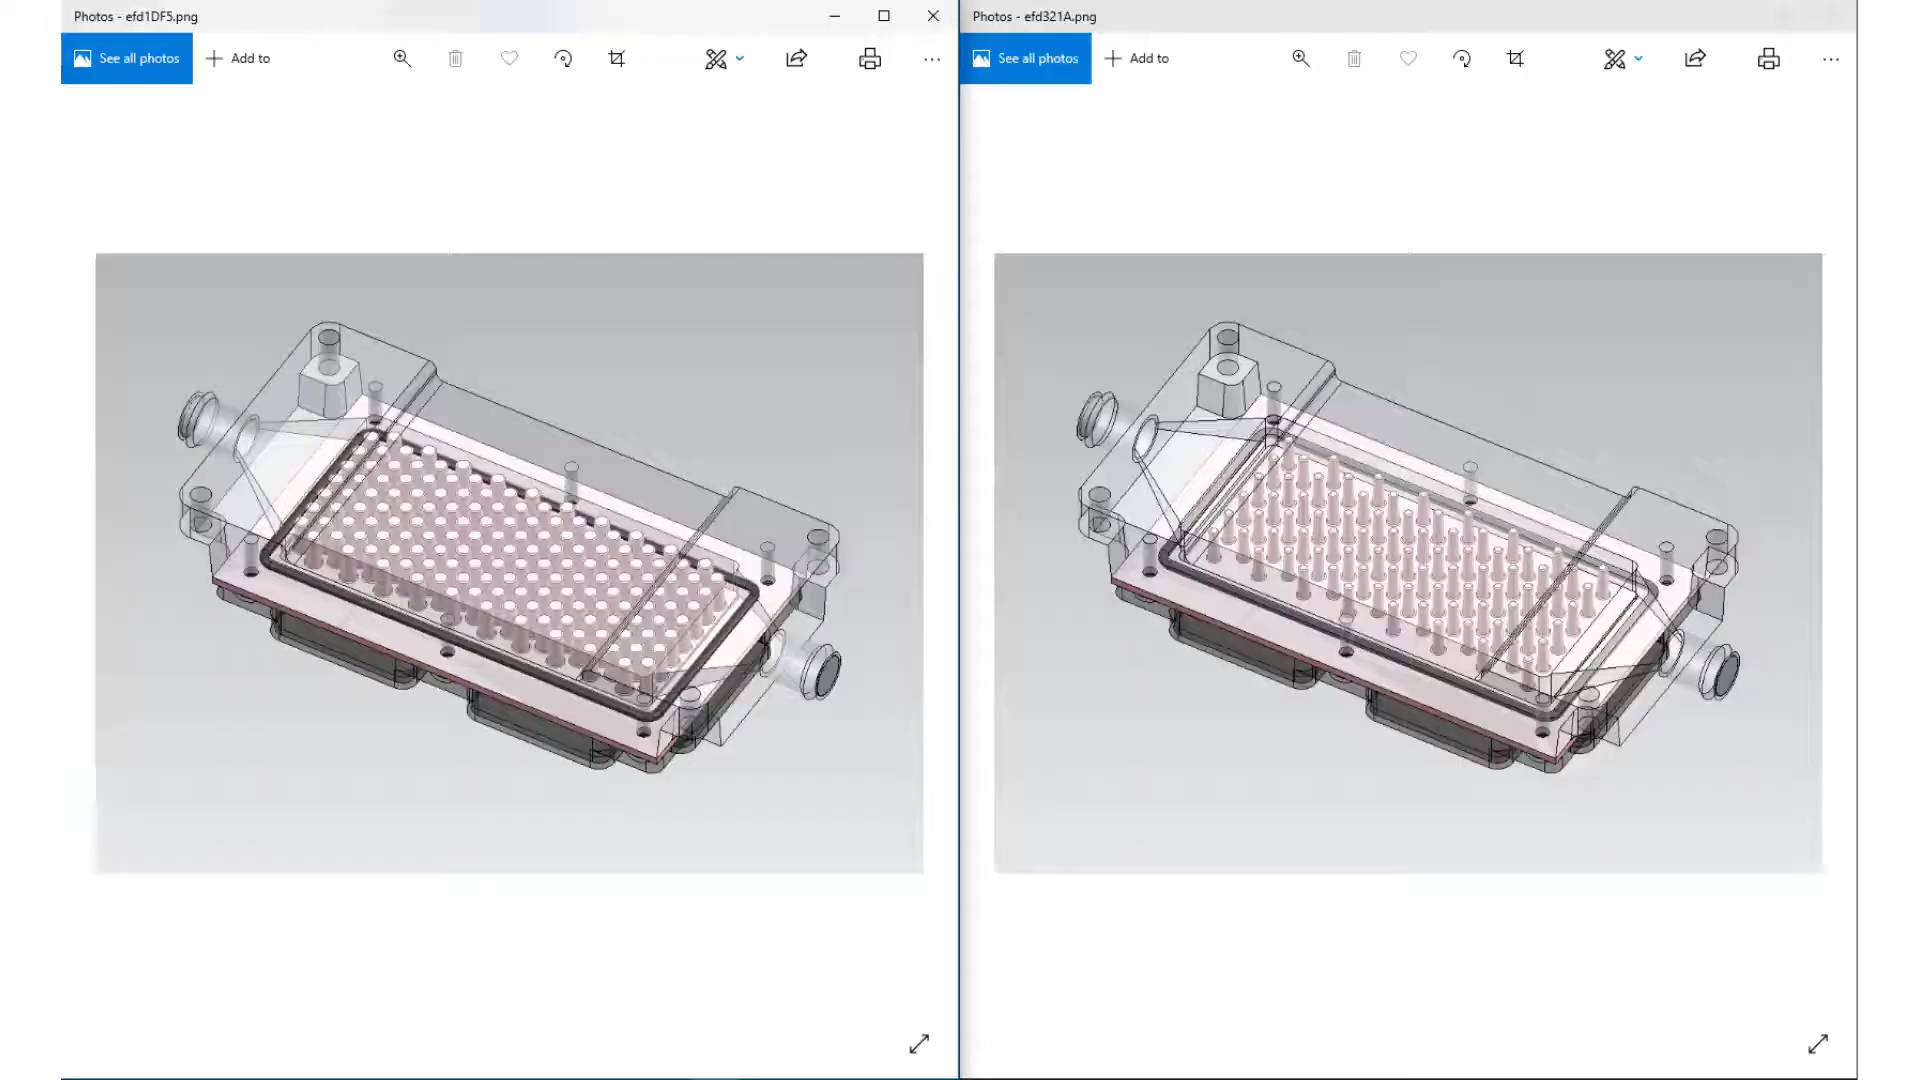 Photos - efd1DF5.png
See all photos
Add to
Photos - efd321A.png
See all photos
Add to